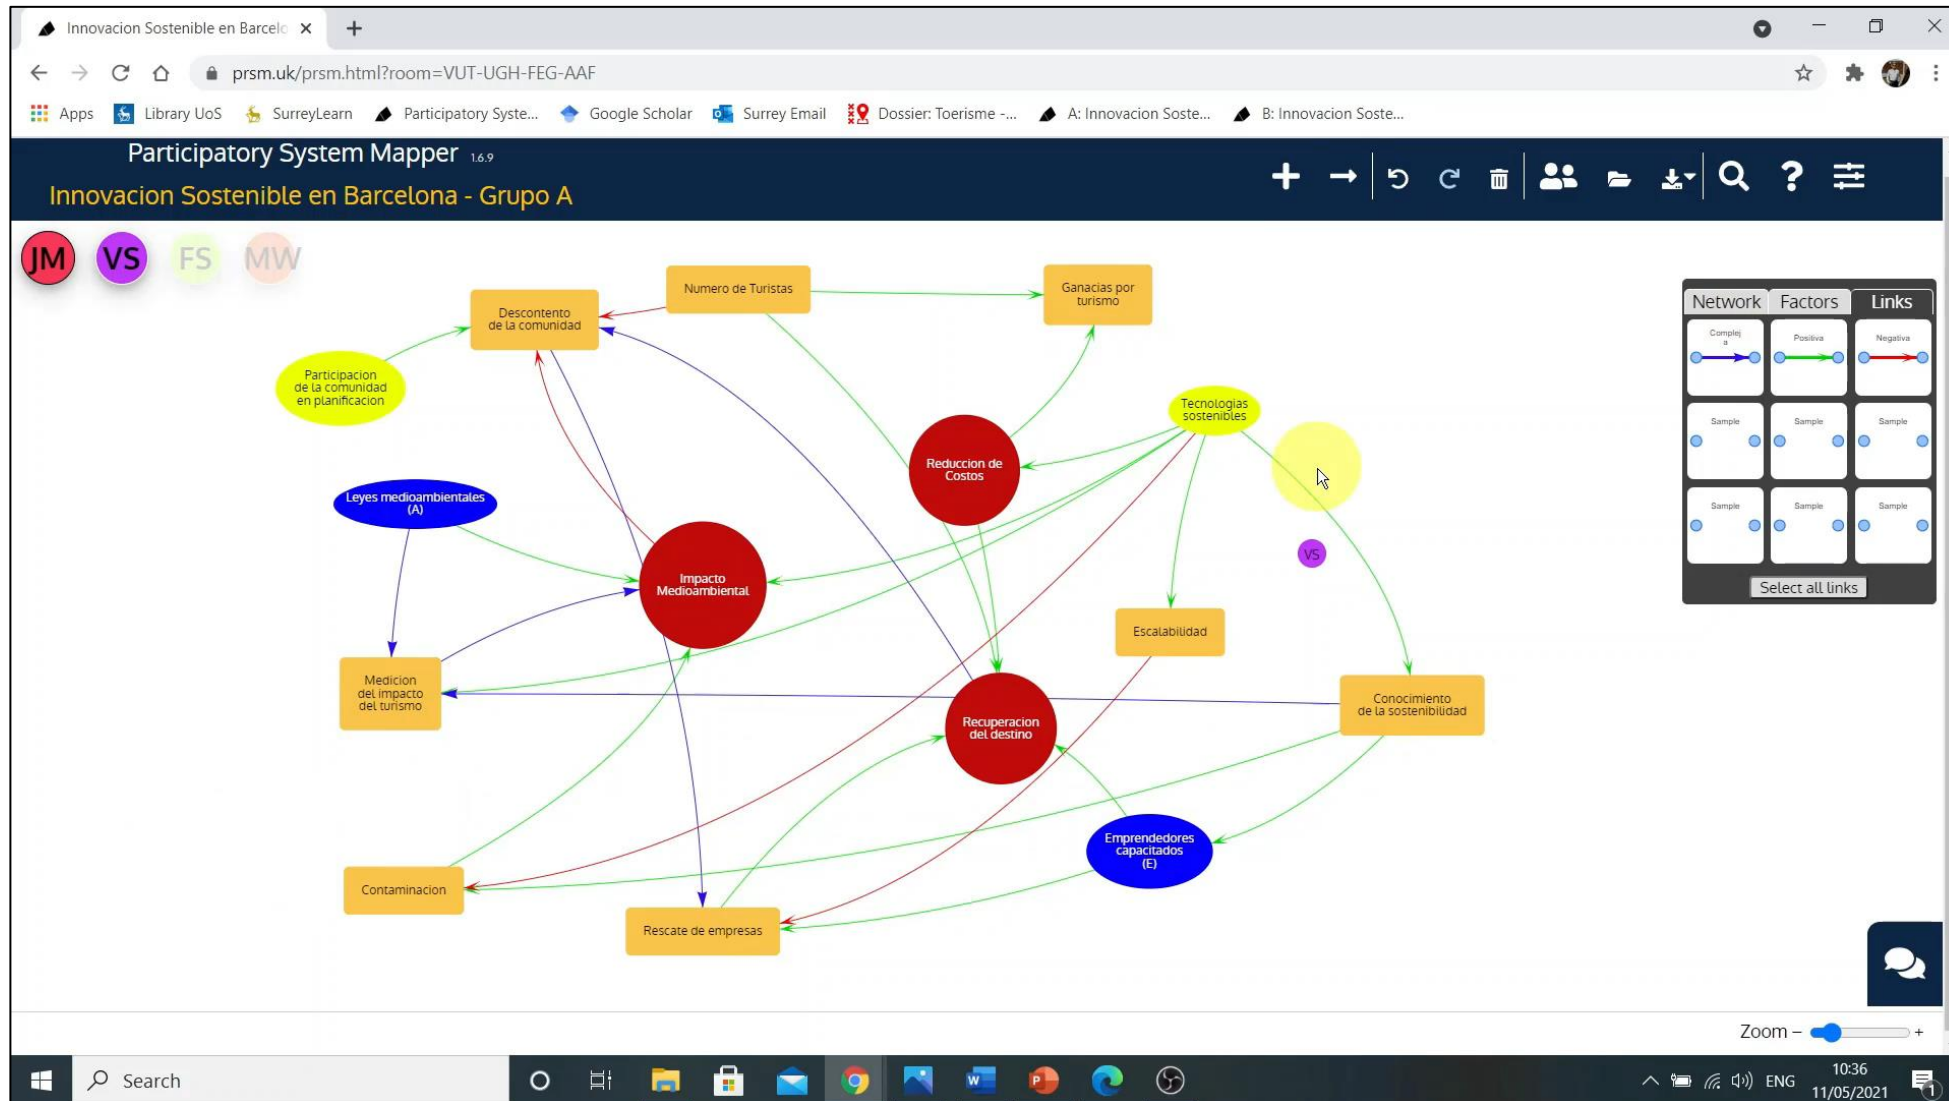 Innovacion Sostenible en Barcelo
prsm.uk/prsm.html?room=VUT-UGH-FEG-AAF
Apps
Library UoS
SurreyLearn
Participatory Syste...
Google Scholar
Surrey Email
Dossier: Toerisme -...
A: Innovacion Soste...
B: Innovacion Soste...
Participatory System Mapper 1.6.9
Innovacion Sostenible en Barcelona - Grupo A
JM
VS
FS
MW
Numero de Turistas
Ganacias por
turismo
Descontento
de la comunidad
Participacion
de la comunidad
en planificacion
Tecnologias
sostenibles
Reduccion de
Costos
Leyes medioambientales
(A)
VS
Impacto
Medioambiental
Escalabilidad
Medicion
del impacto
del turismo
Conocimiento
de la sostenibilidad
Recuperacion
del destino
Emprendedores
capacitados
(E)
Contaminacion
Rescate de empresas
Network
Factors
Links
Complej
a
Positiva
Negativa
Sample
Sample
Sample
Sample
Sample
Sample
Select all links
Zoom – +
Search
ENG
10:36
11/05/2021
1